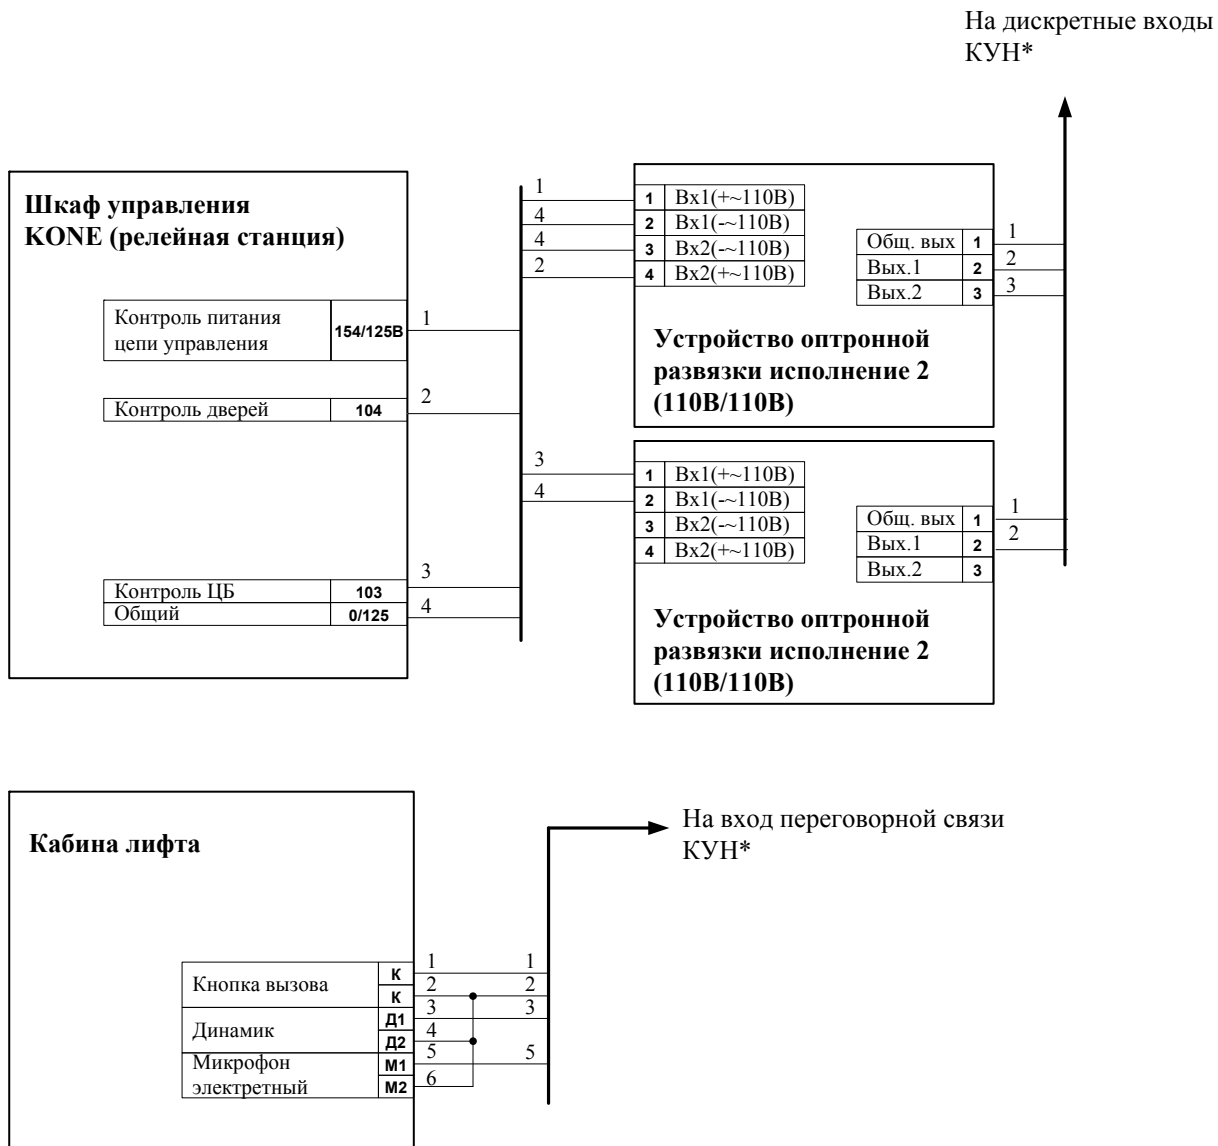 На дискретные входы
КУН*
Шкаф управления
KONE (релейная станция)
Контроль питания
цепи управления
154/125В
1
Контроль дверей
104
2
Контроль ЦБ
103
3
Общий
0/125
4
1
4
4
2
1 Вх1(+~110В)
2 Вх1(-~110В)
3 Вх2(-~110В)
4 Вх2(+~110В)
Общ. вых 1
Вых.1 2
Вых.2 3
1
2
3
Устройство оптронной
развязки исполнение 2
(110В/110В)
3
4
1 Вх1(+~110В)
2 Вх1(-~110В)
3 Вх2(-~110В)
4 Вх2(+~110В)
Общ. вых 1
Вых.1 2
Вых.2 3
1
2
Устройство оптронной
развязки исполнение 2
(110В/110В)
Кабина лифта
На вход переговорной связи
КУН*
Кнопка вызова
К
К
Динамик
Д1
Д2
Микрофон
электретный
М1
М2
1
2
3
4
5
6
1
2
3
5